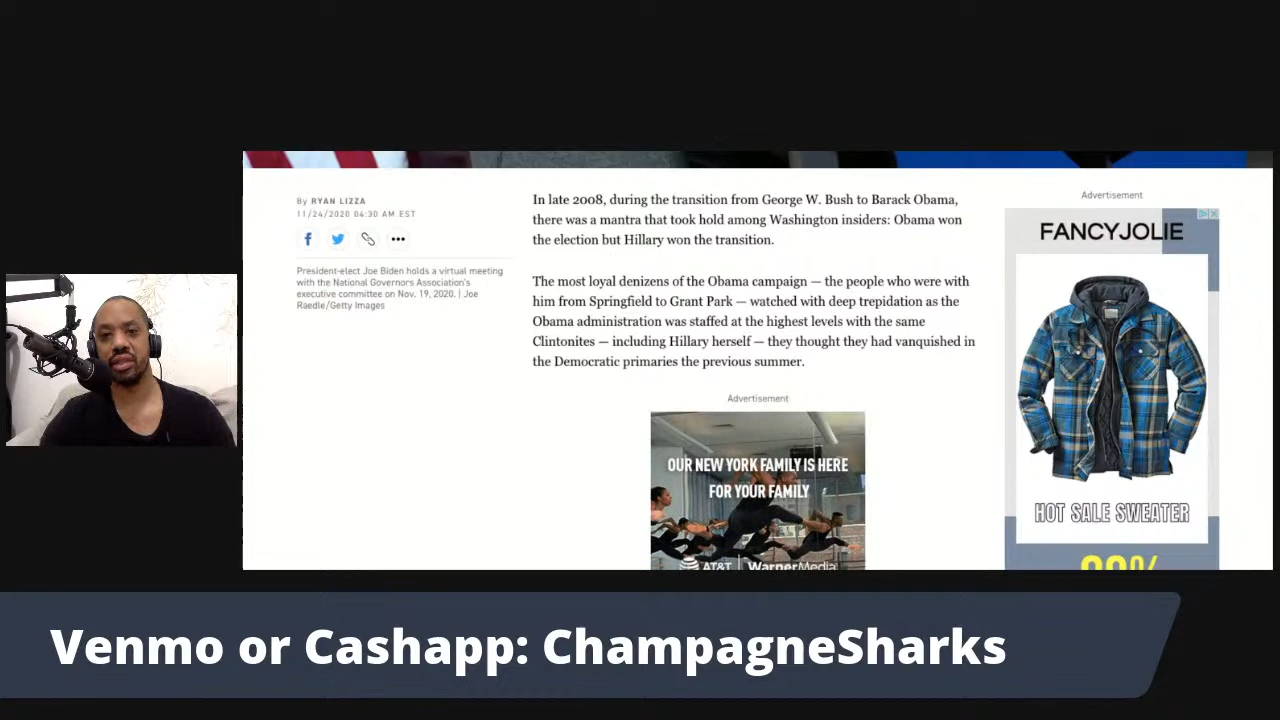 By RYAN LIZZA
11/24/2020 04:30 AM EST
President-elect Joe Biden holds a virtual meeting
with the National Governors Association's
executive committee on Nov. 19, 2020. | Joe
Raedle/Getty Images
In late 2008, during the transition from George W. Bush to Barack Obama,
there was a mantra that took hold among Washington insiders: Obama won
the election but Hillary won the transition.
The most loyal denizens of the Obama campaign — the people who were with
him from Springfield to Grant Park — watched with deep trepidation as the
Obama administration was staffed at the highest levels with the same
Clintonites — including Hillary herself — they thought they had vanquished in
the Democratic primaries the previous summer.
Advertisement
OUR NEW YORK FAMILY IS HERE
FOR YOUR FAMILY
AT&T | WarnerMedia
Advertisement
FANCYJOLIE
HOT SALE SWEATER
Venmo or Cashapp: ChampagneSharks